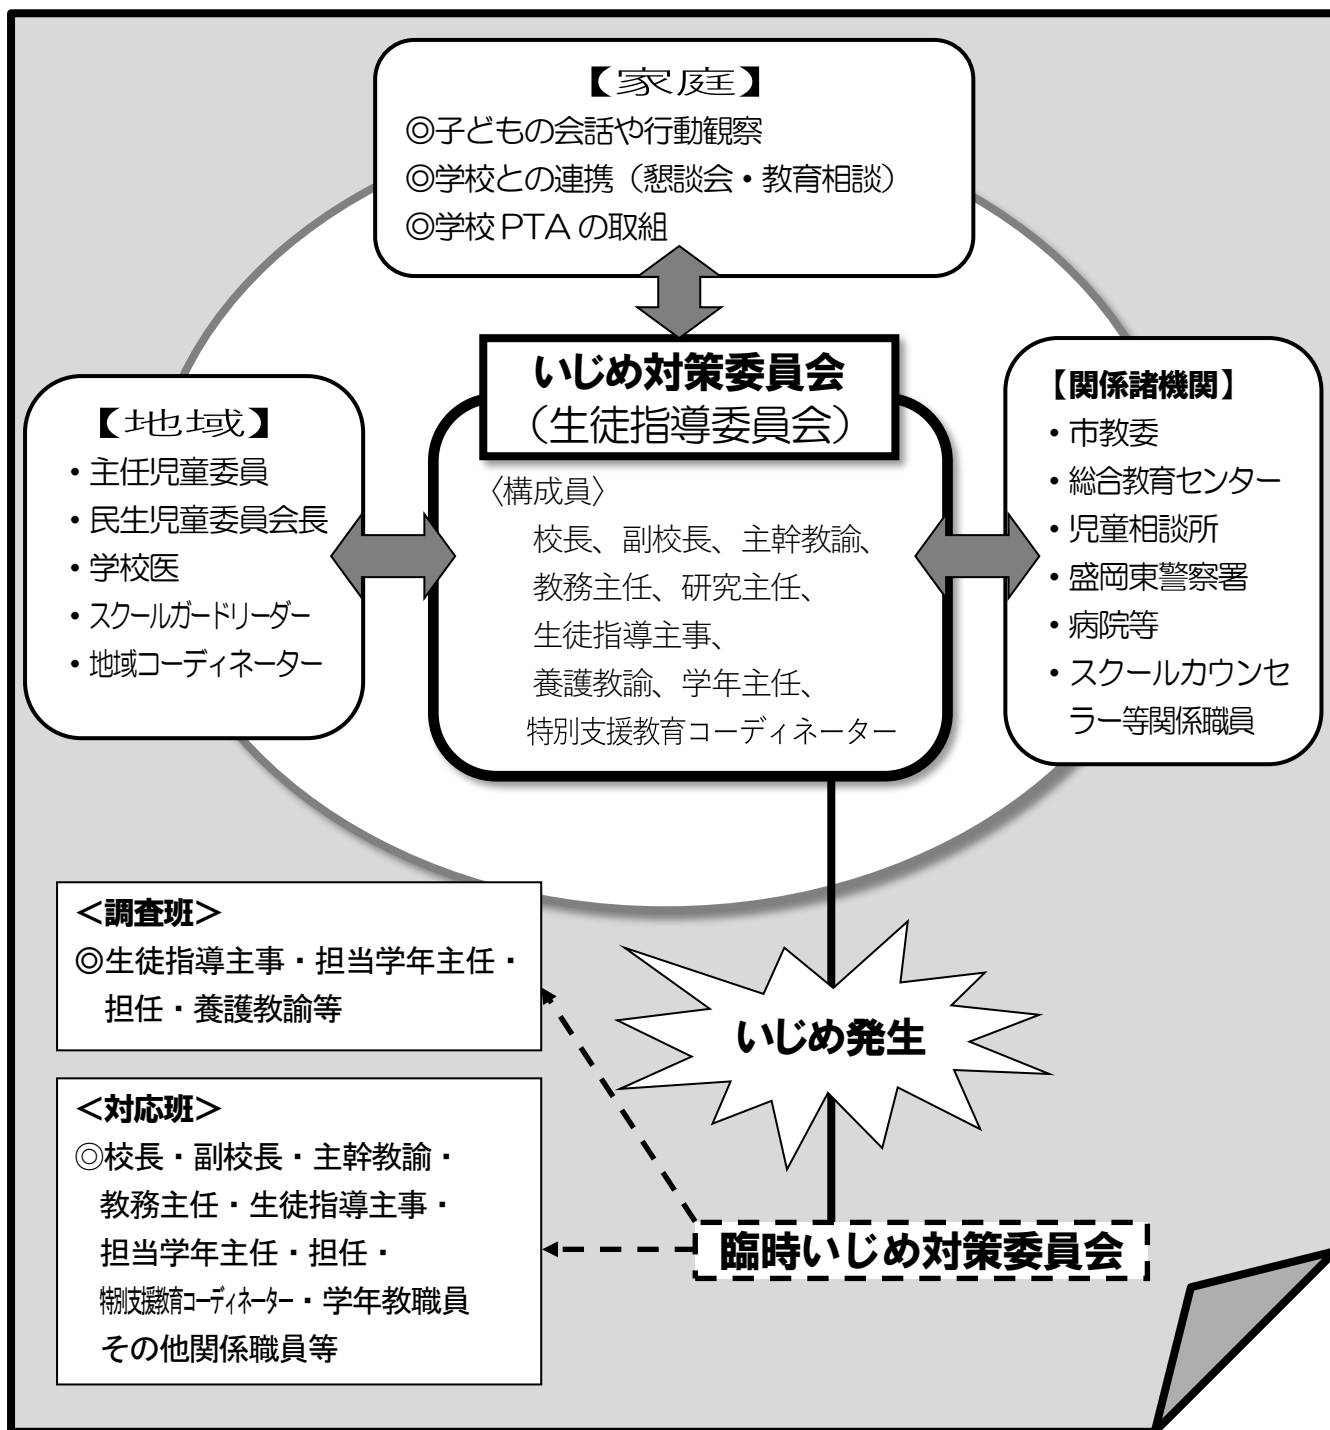 【家庭】
◎子どもの会話や行動観察
◎学校との連携（懇談会・教育相談）
◎学校PTAの取組
いじめ対策委員会
（生徒指導委員会）
〈構成員〉
校長、副校長、主幹教諭、
教務主任、研究主任、
生徒指導主事、
養護教諭、学年主任、
特別支援教育コーディネーター
【地域】
・主任児童委員
・民生児童委員会長
・学校医
・スクールガードリーダー
・地域コーディネーター
【関係諸機関】
・市教委
・総合教育センター
・児童相談所
・盛岡東警察署
・病院等
・スクールカウンセ
ラー等関係職員
＜調査班＞
◎生徒指導主事・担当学年主任・
担任・養護教諭等
いじめ発生
＜対応班＞
◎校長・副校長・主幹教諭・
教務主任・生徒指導主事・
担当学年主任・担任・
特別支援教育コーディネーター・学年教職員
その他関係職員等
臨時いじめ対策委員会